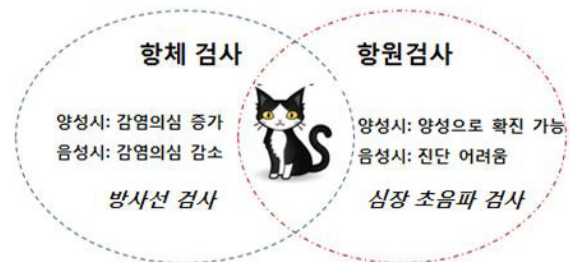 항체 검사
양성시: 감염의심 증가
음성시: 감염의심 감소
방사선 검사
항원검사
양성시: 양성으로 확진 가능
음성시: 진단 어려움
심장 초음파 검사